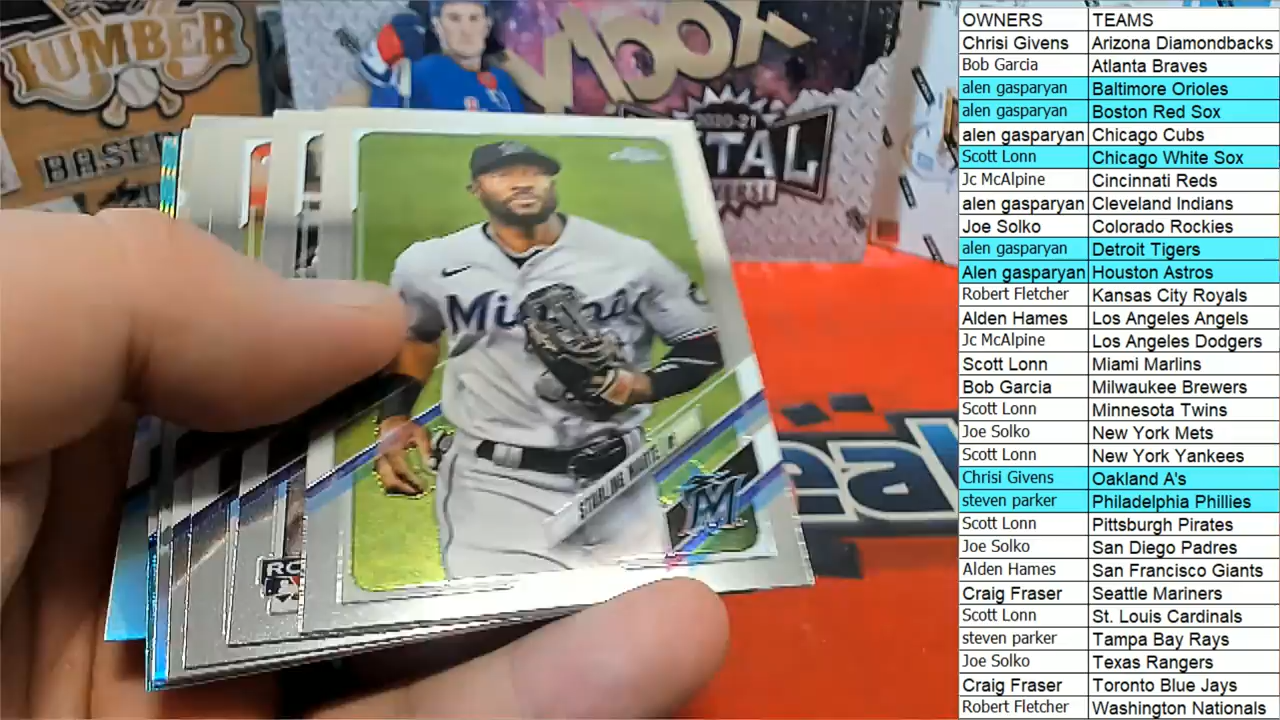 LUMBER
BASE
2020-21
Chrome
Mi
STARLING MARTE
RC
OWNERS TEAMS
Chrisi Givens Arizona Diamondbacks
Bob Garcia Atlanta Braves
alen gasparyan Baltimore Orioles
alen gasparyan Boston Red Sox
alen gasparyan Chicago Cubs
Scott Lonn Chicago White Sox
Jc McAlpine Cincinnati Reds
alen gasparyan Cleveland Indians
Joe Solko Colorado Rockies
alen gasparyan Detroit Tigers
Alen gasparyan Houston Astros
Robert Fletcher Kansas City Royals
Alden Hames Los Angeles Angels
Jc McAlpine Los Angeles Dodgers
Scott Lonn Miami Marlins
Bob Garcia Milwaukee Brewers
Scott Lonn Minnesota Twins
Joe Solko New York Mets
Scott Lonn New York Yankees
Chrisi Givens Oakland A's
steven parker Philadelphia Phillies
Scott Lonn Pittsburgh Pirates
Joe Solko San Diego Padres
Alden Hames San Francisco Giants
Craig Fraser Seattle Mariners
Scott Lonn St. Louis Cardinals
steven parker Tampa Bay Rays
Joe Solko Texas Rangers
Craig Fraser Toronto Blue Jays
Robert Fletcher Washington Nationals